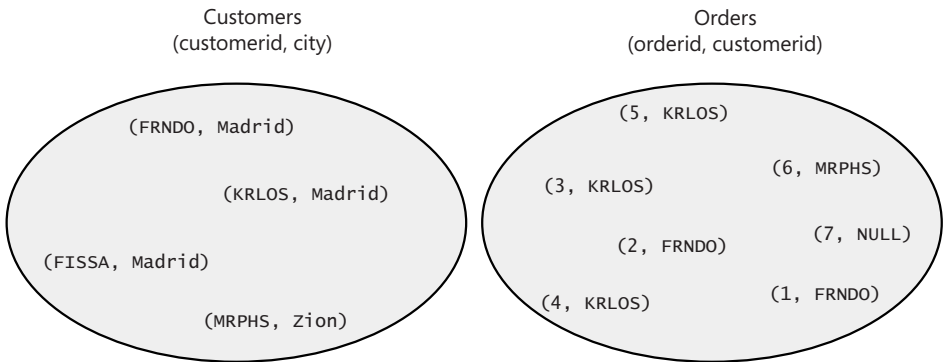 Customers
(customerid, city)
(FRNDO, Madrid)
(KRLOS, Madrid)
(FISSA, Madrid)
(MRPHS, Zion)
Orders
(orderid, customerid)
(5, KRLOS)
(6, MRPHS)
(3, KRLOS)
(7, NULL)
(2, FRNDO)
(1, FRNDO)
(4, KRLOS)